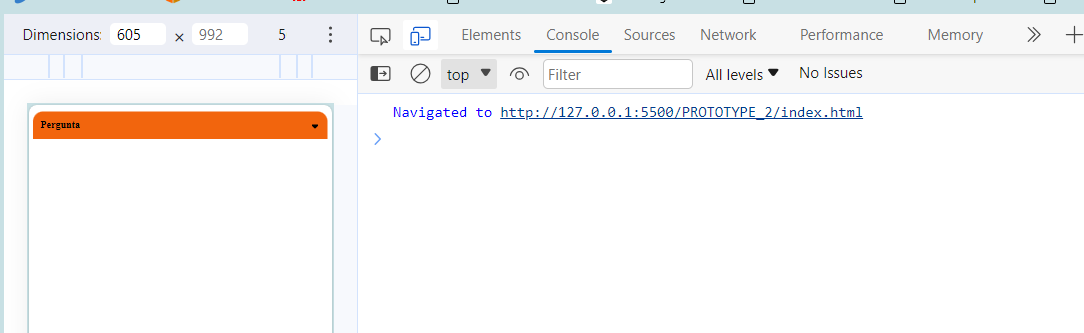 Dimensions: 605 × 992 5
Elements Console Sources Network Performance Memory
top Filter All levels No Issues
Navigated to http://127.0.0.1:5500/PROTOTYPE_2/index.html
Pergunta